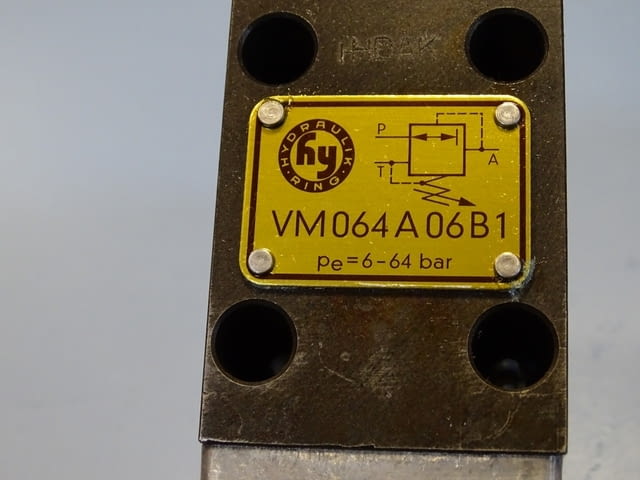 HYDRAULIK
RING
hy
P
T
A
VM064A06B1
pe=6-64 bar